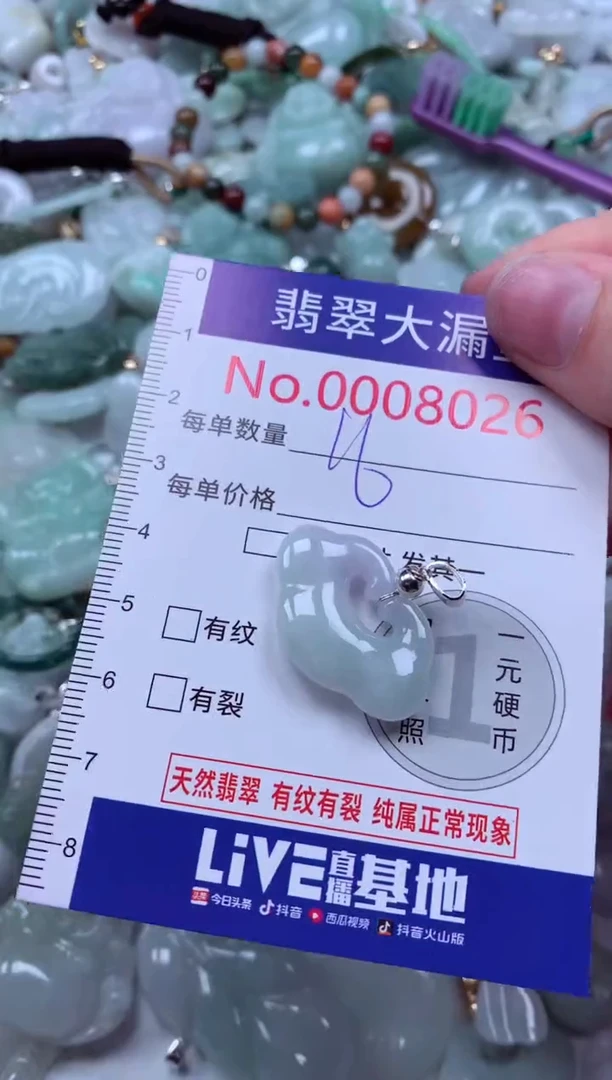 0
1
2
3
4
5
6
7
8
翡翠大漏
No.0008026
每单数量
每单价格
发其一
有纹
有裂
1
一元硬币
照
天然翡翠 有纹有裂 纯属正常现象
LiVE直播基地
今日头条 抖音 西瓜视频 抖音火山版